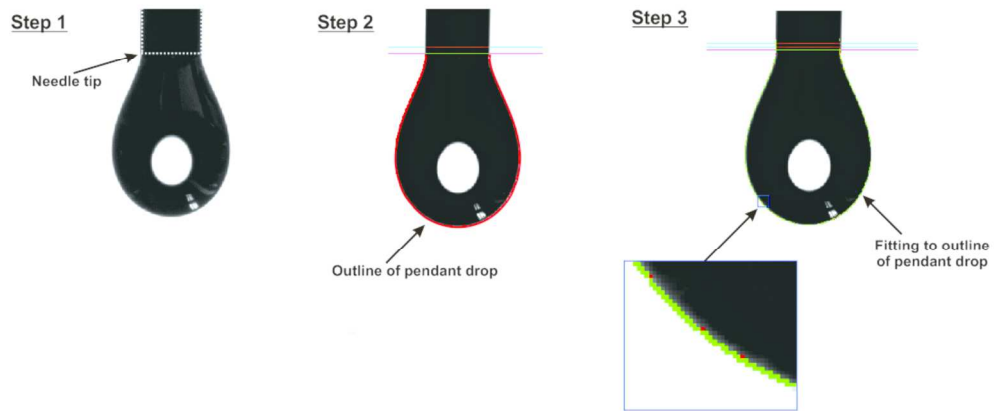 Step 1
Needle tip
Step 2
Outline of pendant drop
Step 3
Fitting to outline
of pendant drop